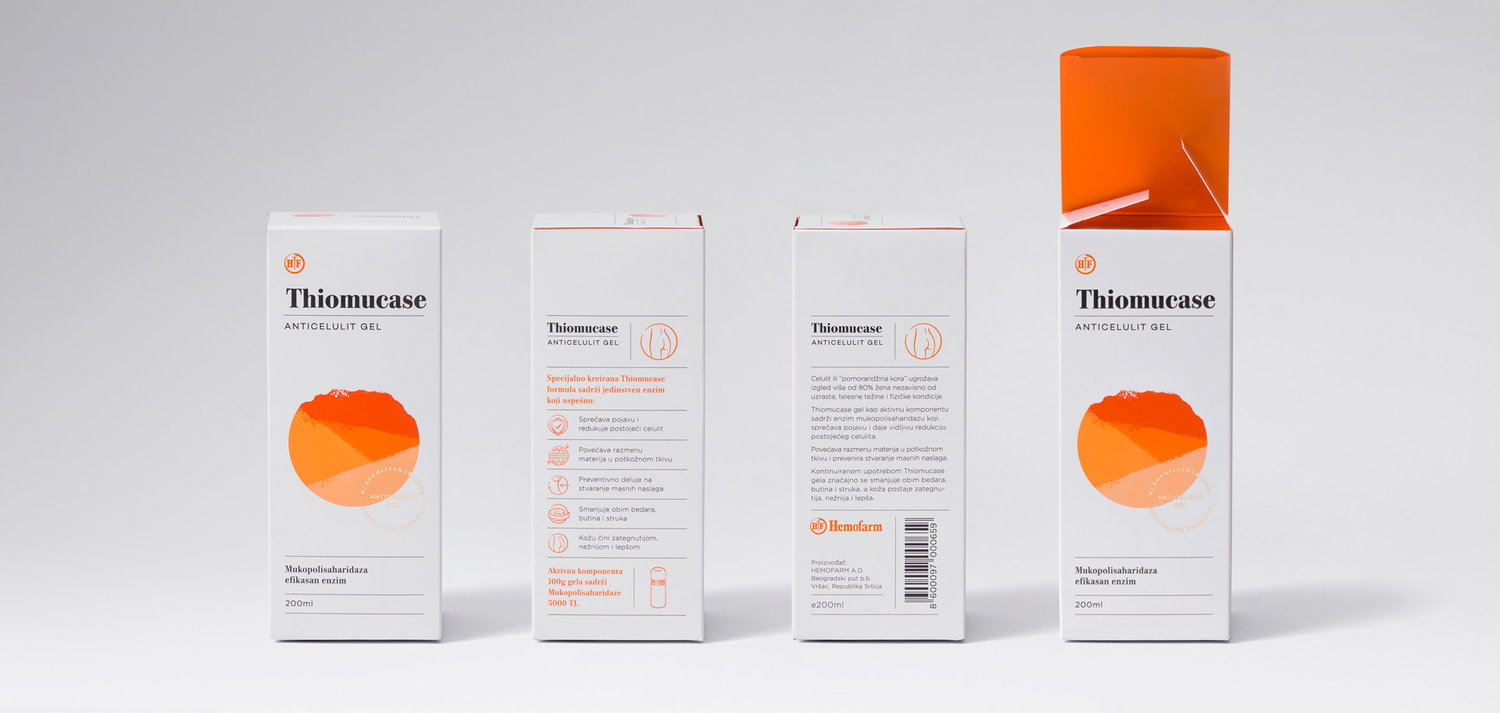 Thiomucase
HF
Thiomucase
ANTICELULIT GEL
Mukopolisaharidaza
efikasan enzim
200ml
Thiomucase
ANTICELULIT GEL
Specijalno kreirana Thiomucase
formula sadrži jedinstven enzim
koji uspešno:
Sprečava pojavu i
redukuje postojeći celulit
Povećava razmenu
materija u potkožnom tkivu
Preventivno deluje na
stvaranje masnih naslaga
Smanjuje obim bedara,
butina i struka
Kožu čini zategnutijom,
nežnijom i lepšom
Aktivna komponenta
100g gela sadrži
Mukopolisaharidaze
5000 TJ.
Thiomucase
ANTICELULIT GEL
Celulit ili "pomorandžina kora" ugrožava
izgled više od 80% žena nezavisno od
uzrasta, telesne težine i fizičke kondicije.
Thiomucase gel kao aktivnu komponentu
sadrži enzim mukopolisaharidazu koji
sprečava pojavu i daje vidljivu redukciju
postojećeg celulita.
Povećava razmenu materija u potkožnom
tkivu i prevenira stvaranje masnih naslaga.
Kontinuiranom upotrebom Thiomucase
gela značajno se smanjuje obim bedara,
butina i struka, a koža postaje zategnu-
tija, nežnija i lepša.
HF Hemofarm
Proizvođač:
HEMOFARM A.D.
Beogradski put b.b.
Vršac, Republika Srbija
e200ml
8 600097 000659
HF
Thiomucase
ANTICELULIT GEL
ANTICELULIT
GEL
Mukopolisaharidaza
efikasan enzim
200ml